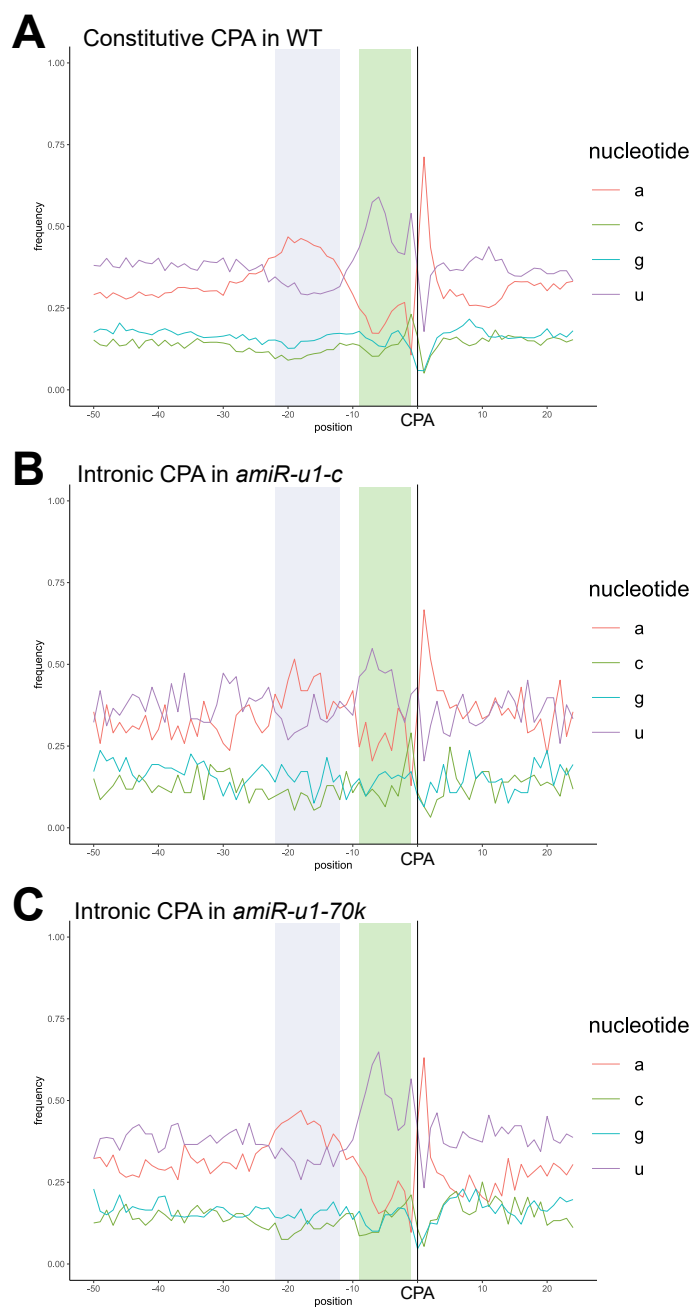 A
Constitutive CPA in WT
1.00
0.75
0.50
0.25
0.00
frequency
-50
-40
-30
-20
-10
CPA
10
20
position
nucleotide
a
c
g
u
B
Intronic CPA in amiR-u1-c
1.00
0.75
0.50
0.25
0.00
frequency
-50
-40
-30
-20
-10
CPA
10
20
position
nucleotide
a
c
g
u
C
Intronic CPA in amiR-u1-70k
1.00
0.75
0.50
0.25
0.00
frequency
-50
-40
-30
-20
-10
CPA
10
20
position
nucleotide
a
c
g
u